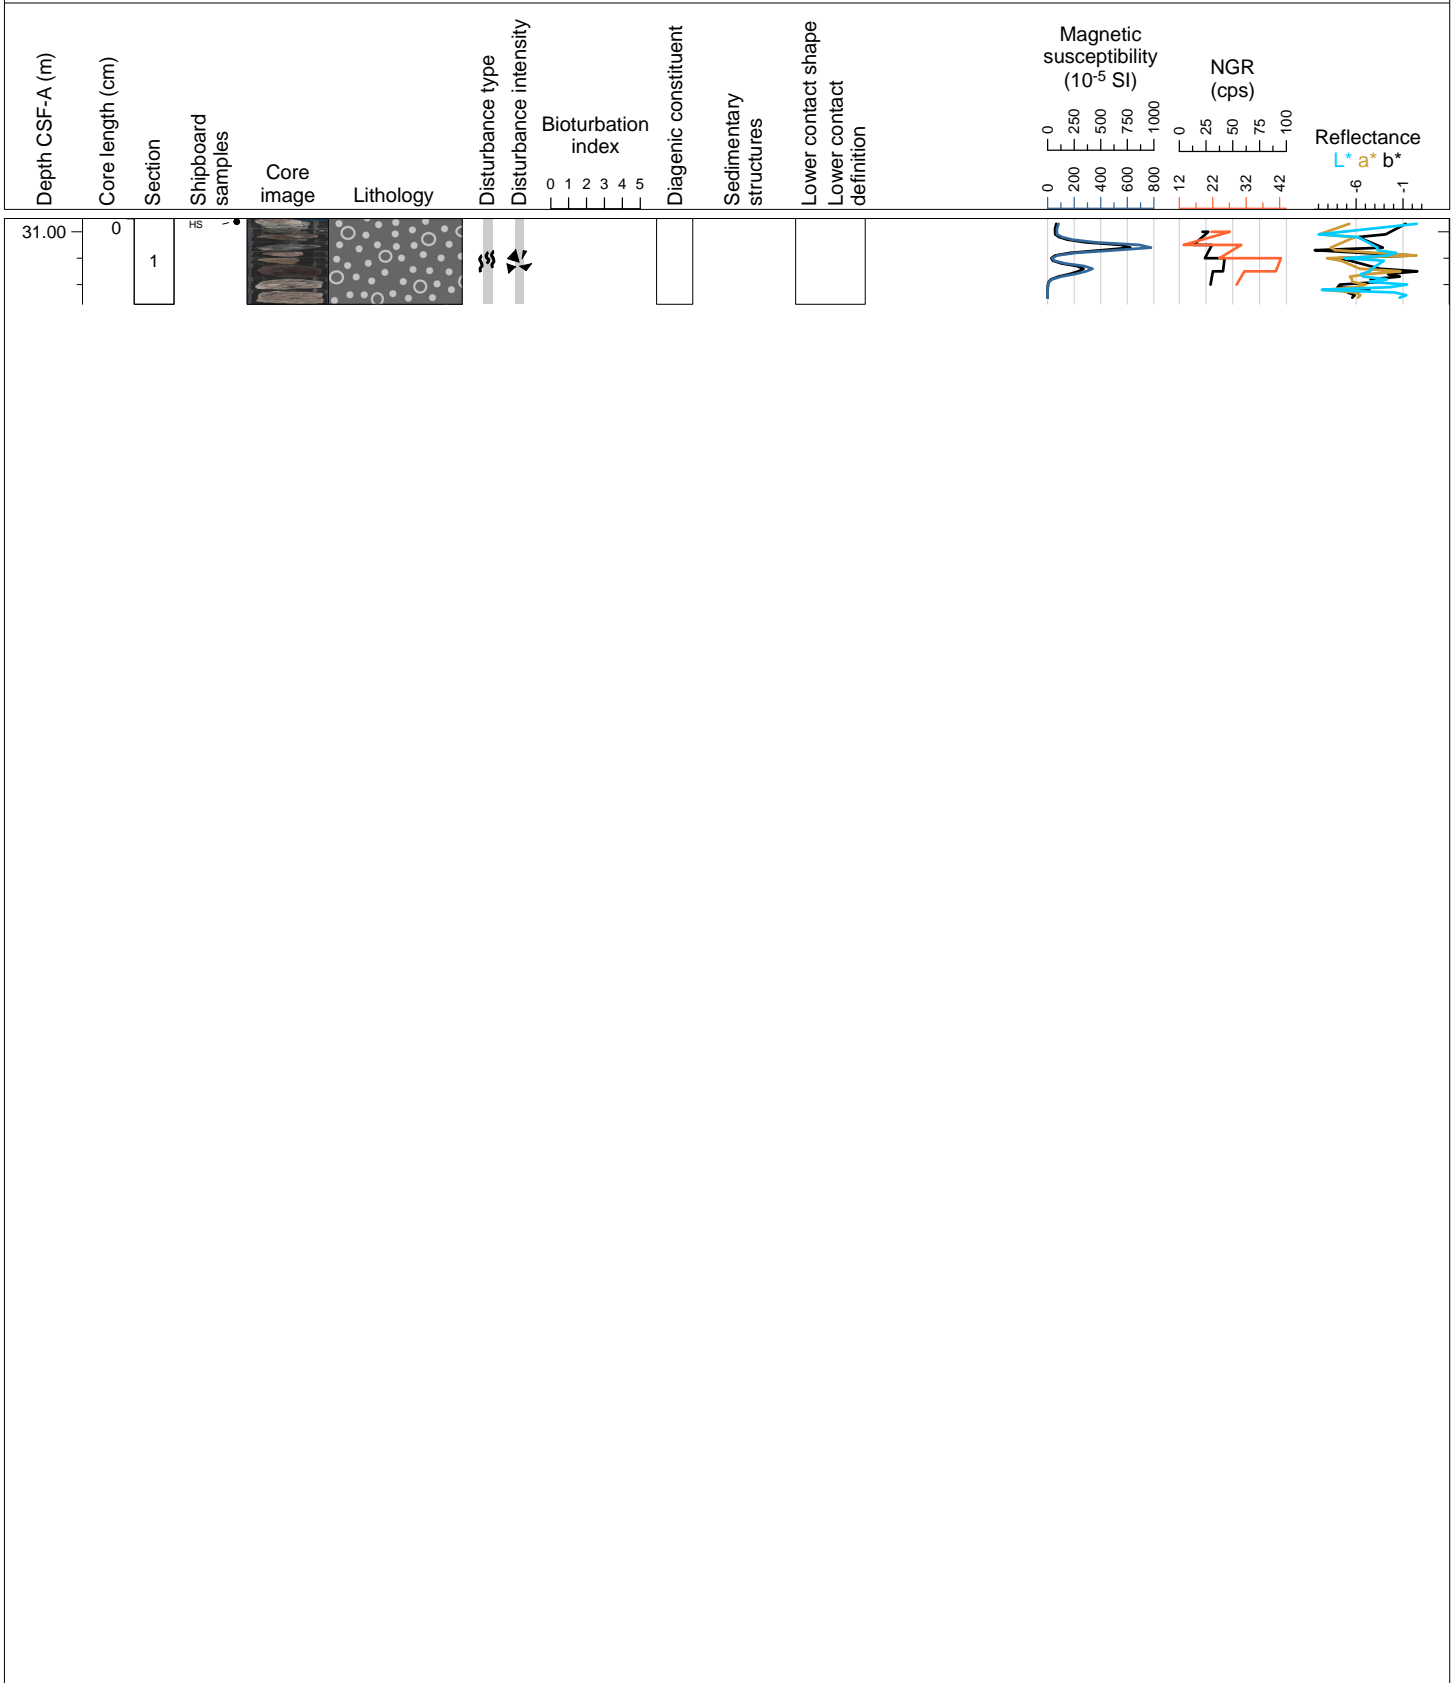 Depth CSF-A (m)
Core length (cm)
Section
Shipboard
samples
Core
image
Lithology
Disturbance type
Disturbance intensity
Bioturbation
index
0 1 2 3 4 5
Diagenic constituent
Sedimentary
structures
Lower contact shape
Lower contact
definition
Magnetic
susceptibility
(10-5 SI)
0 250 500 750 1000
0 200 400 600 800
NGR
(cps)
0 25 50 75 100
12 22 32 42
Reflectance
L* a* b*
-6 -1
31.00
0
1
HS